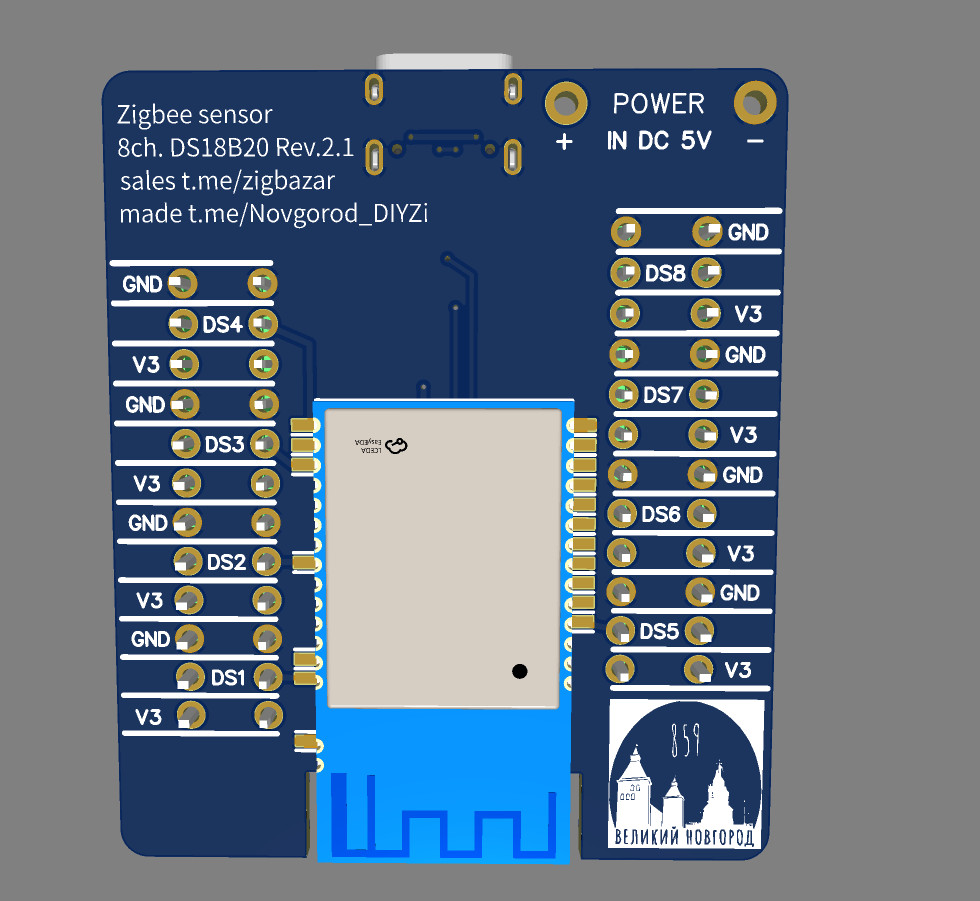 Zigbee sensor
8ch. DS18B20 Rev.2.1
sales t.me/zigbazar
made t.me/Novgorod_DIYZi
POWER
+ IN DC 5V −
GND
DS4
V3
GND
DS3
V3
GND
DS2
V3
GND
DS1
V3
GND
DS8
V3
GND
DS7
V3
GND
DS6
V3
GND
DS5
V3
LCEDA
EasyEDA
859
ВЕЛИКИЙ НОВГОРОД